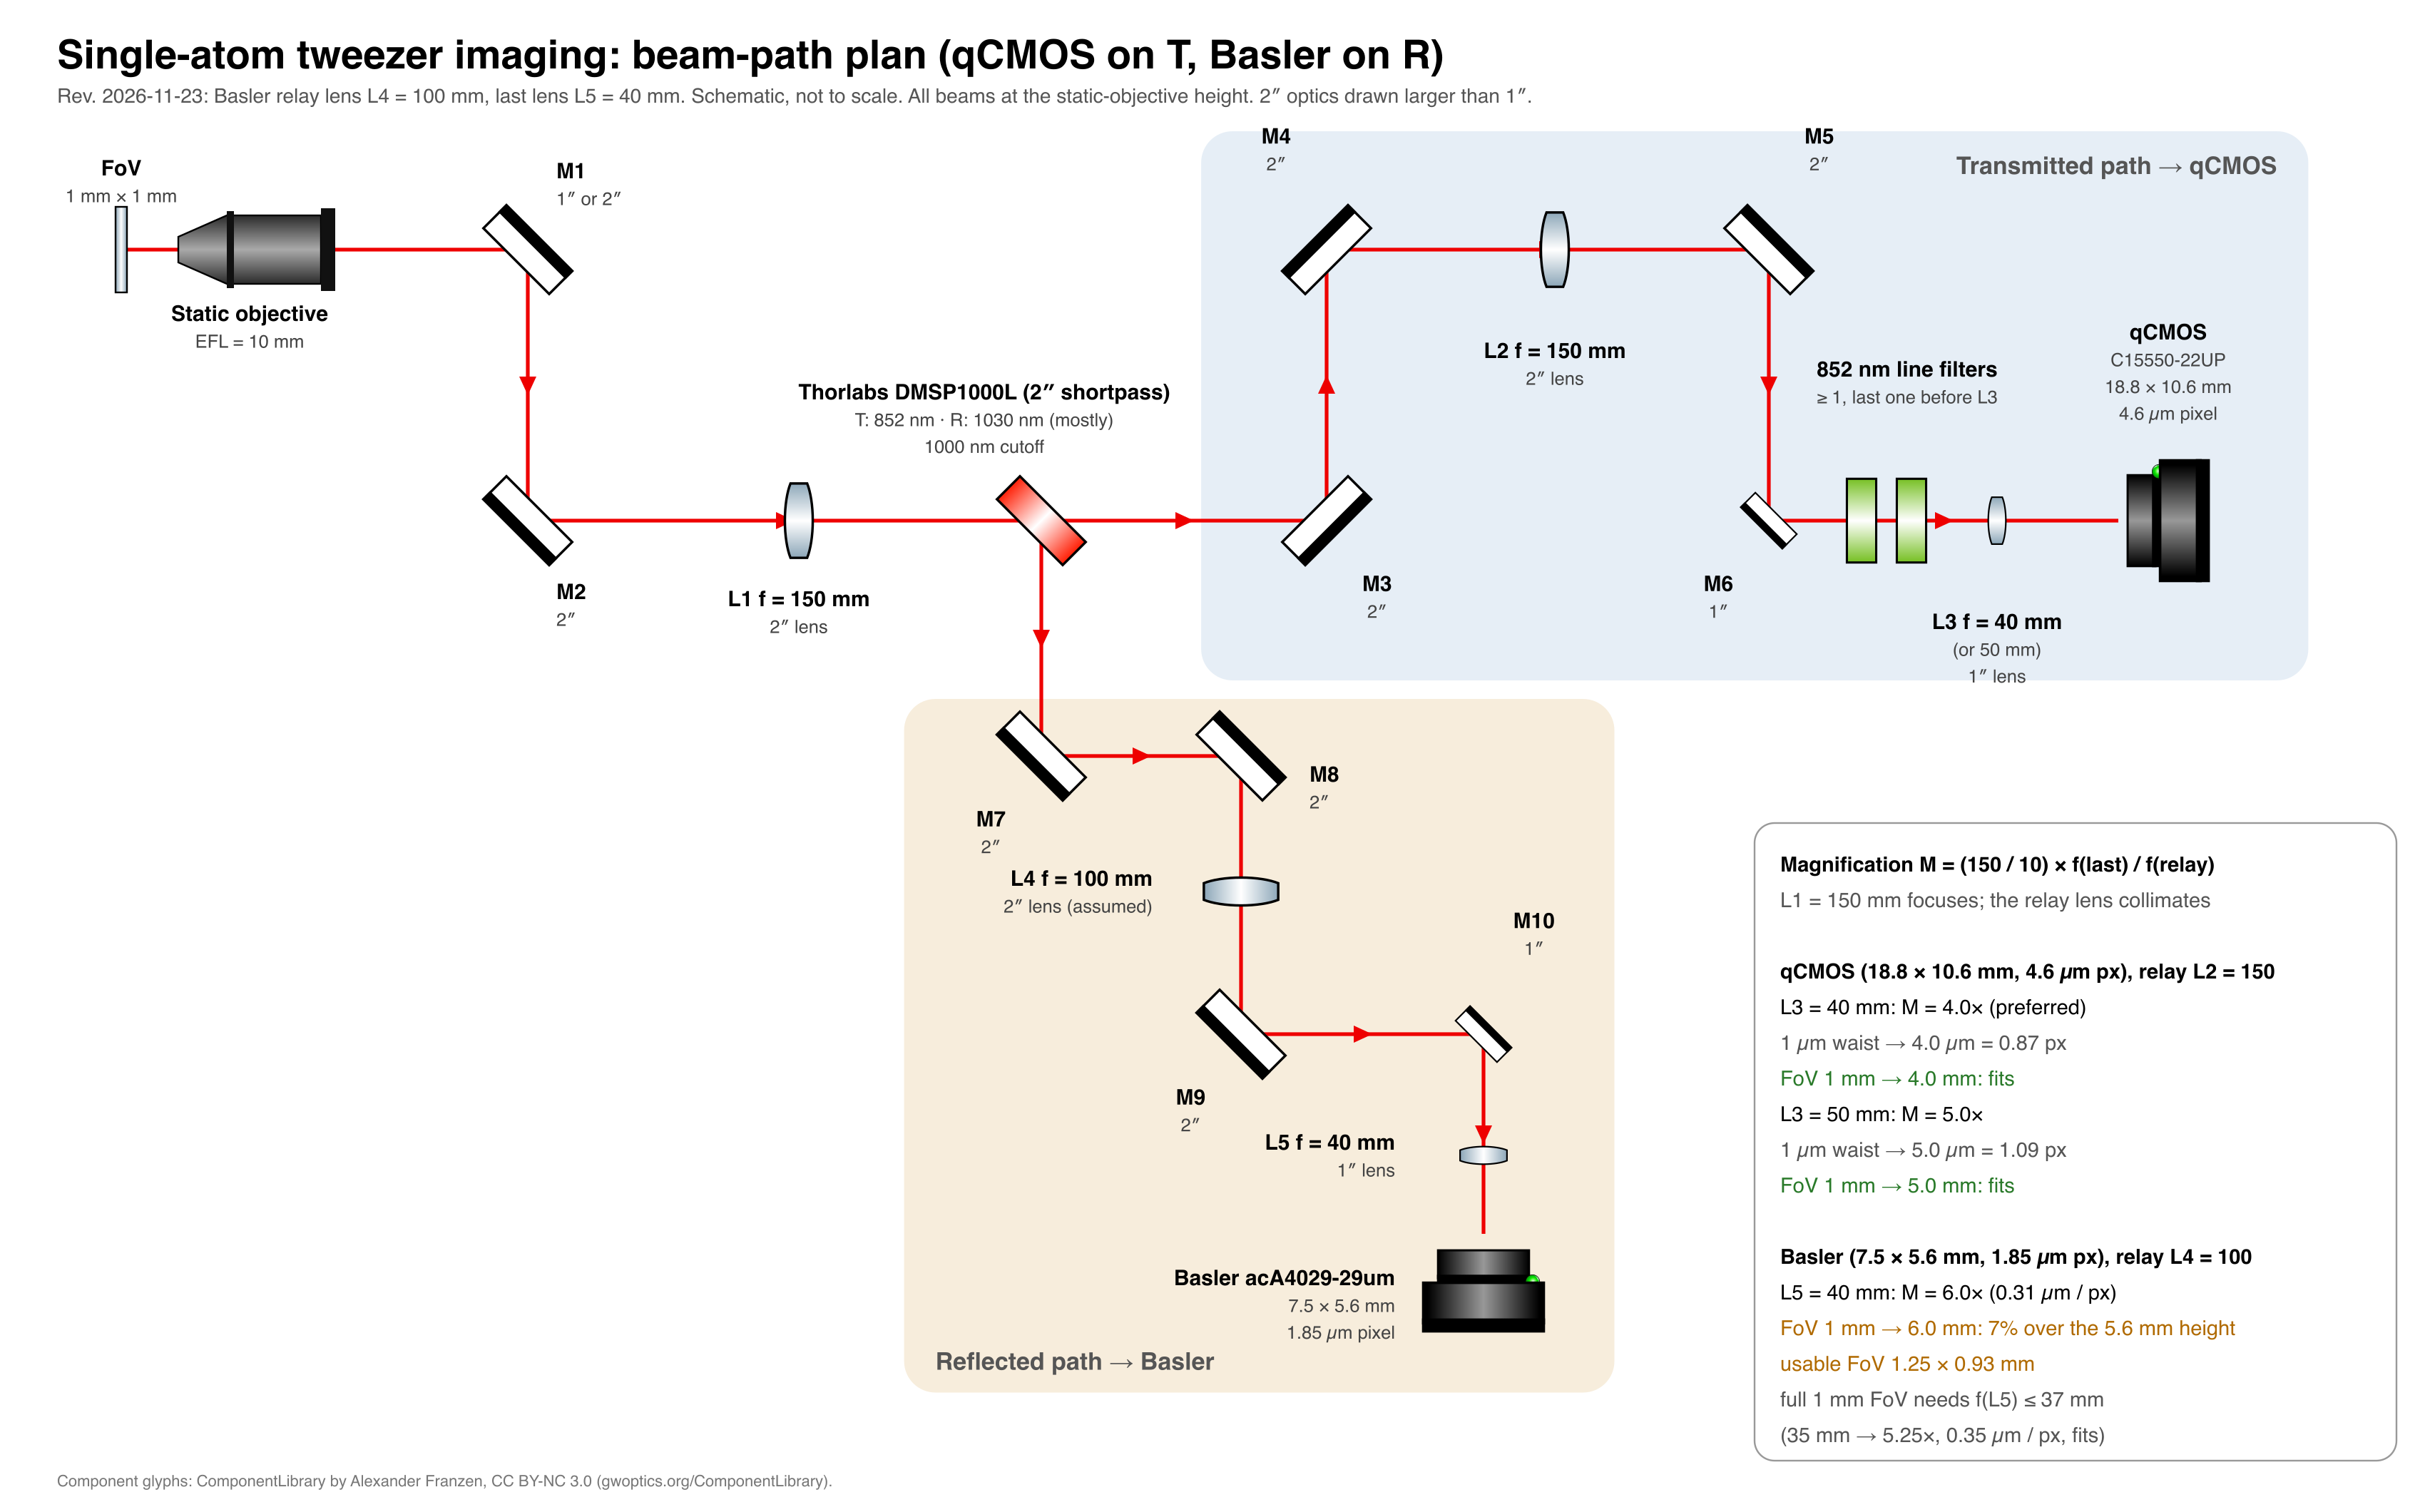 Single-atom tweezer imaging: beam-path plan (qCMOS on T, Basler on R)
Rev. 2026-11-23: Basler relay lens L4 = 100 mm, last lens L5 = 40 mm. Schematic, not to scale. All beams at the static-objective height. 2″ optics drawn larger than 1″.
FoV
1 mm × 1 mm
Static objective
EFL = 10 mm
M1
1″ or 2″
M2
2″
L1 f = 150 mm
2″ lens
Thorlabs DMSP1000L (2″ shortpass)
T: 852 nm · R: 1030 nm (mostly)
1000 nm cutoff
Transmitted path → qCMOS
M4
2″
M5
2″
L2 f = 150 mm
2″ lens
M3
2″
M6
1″
852 nm line filters
≥ 1, last one before L3
L3 f = 40 mm
(or 50 mm)
1″ lens
qCMOS
C15550-22UP
18.8 × 10.6 mm
4.6 µm pixel
M7
2″
M8
2″
L4 f = 100 mm
2″ lens (assumed)
M9
2″
M10
1″
L5 f = 40 mm
1″ lens
Basler acA4029-29um
7.5 × 5.6 mm
1.85 µm pixel
Reflected path → Basler
Magnification M = (150 / 10) × f(last) / f(relay)
L1 = 150 mm focuses; the relay lens collimates
qCMOS (18.8 × 10.6 mm, 4.6 µm px), relay L2 = 150
L3 = 40 mm: M = 4.0× (preferred)
1 µm waist → 4.0 µm = 0.87 px
FoV 1 mm → 4.0 mm: fits
L3 = 50 mm: M = 5.0×
1 µm waist → 5.0 µm = 1.09 px
FoV 1 mm → 5.0 mm: fits
Basler (7.5 × 5.6 mm, 1.85 µm px), relay L4 = 100
L5 = 40 mm: M = 6.0× (0.31 µm / px)
FoV 1 mm → 6.0 mm: 7% over the 5.6 mm height
usable FoV 1.25 × 0.93 mm
full 1 mm FoV needs f(L5) ≤ 37 mm
(35 mm → 5.25×, 0.35 µm / px, fits)
Component glyphs: ComponentLibrary by Alexander Franzen, CC BY-NC 3.0 (gwoptics.org/ComponentLibrary).